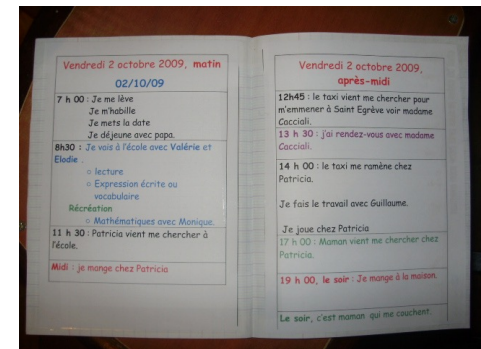 Vendredi 2 octobre 2009, matin
02/10/09
7 h 00 : Je me lève
Je m'habille
Je mets la date
Je déjeune avec papa.
8h30 : Je vais à l'école avec Valérie et
Elodie .
o lecture
o Expression écrite ou
vocabulaire
Récréation
o Mathématiques avec Monique.
11 h 30 : Patricia vient me chercher à
l'école.
Midi : je mange chez Patricia
Vendredi 2 octobre 2009,
après-midi
12h45 : le taxi vient me chercher pour
m'emmener à Saint Egrève voir madame
Cacciali.
13 h 30 : j'ai rendez-vous avec madame
Cacciali.
14 h 00 : le taxi me ramène chez
Patricia.
Je fais le travail avec Guillaume.
Je joue chez Patricia
17 h 00 : Maman vient me chercher chez
Patricia.
19 h 00, le soir : Je mange à la maison.
Le soir, c'est maman qui me couchent.